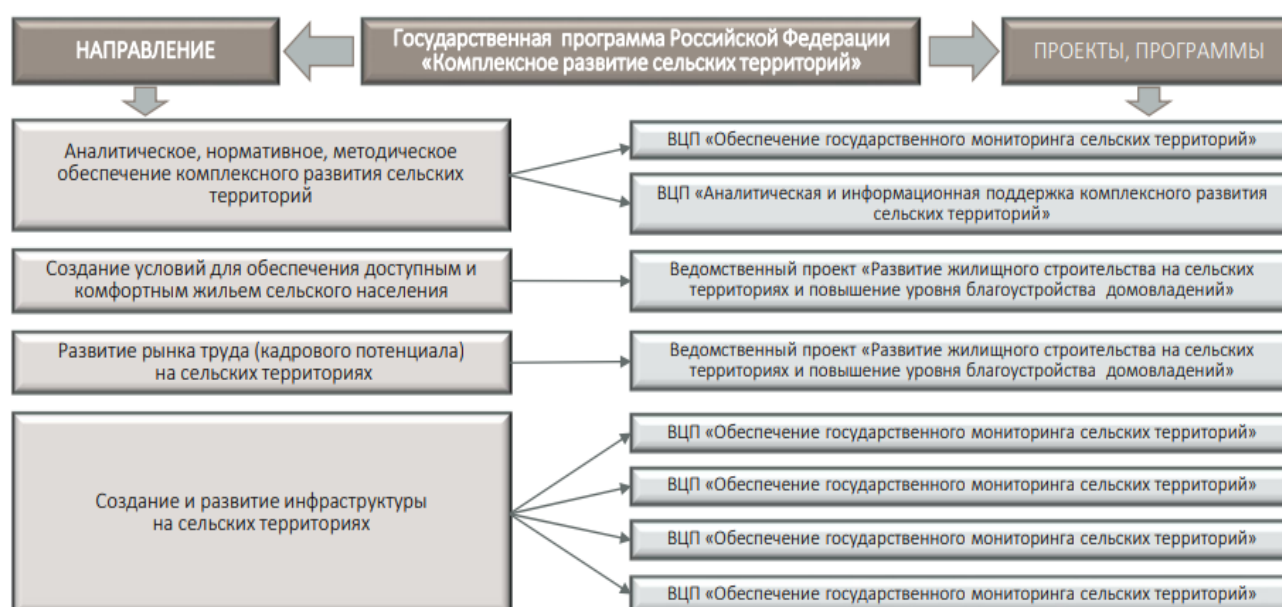 НАПРАВЛЕНИЕ
Государственная программа Российской Федерации
«Комплексное развитие сельских территорий»
ПРОЕКТЫ, ПРОГРАММЫ
Аналитическое, нормативное, методическое
обеспечение комплексного развития сельских
территорий
ВЦП «Обеспечение государственного мониторинга сельских территорий»
ВЦП «Аналитическая и информационная поддержка комплексного развития
сельских территорий»
Создание условий для обеспечения доступным и
комфортным жильем сельского населения
Ведомственный проект «Развитие жилищного строительства на сельских
территориях и повышение уровня благоустройства домовладений»
Развитие рынка труда (кадрового потенциала)
на сельских территориях
Ведомственный проект «Развитие жилищного строительства на сельских
территориях и повышение уровня благоустройства домовладений»
Создание и развитие инфраструктуры
на сельских территориях
ВЦП «Обеспечение государственного мониторинга сельских территорий»
ВЦП «Обеспечение государственного мониторинга сельских территорий»
ВЦП «Обеспечение государственного мониторинга сельских территорий»
ВЦП «Обеспечение государственного мониторинга сельских территорий»